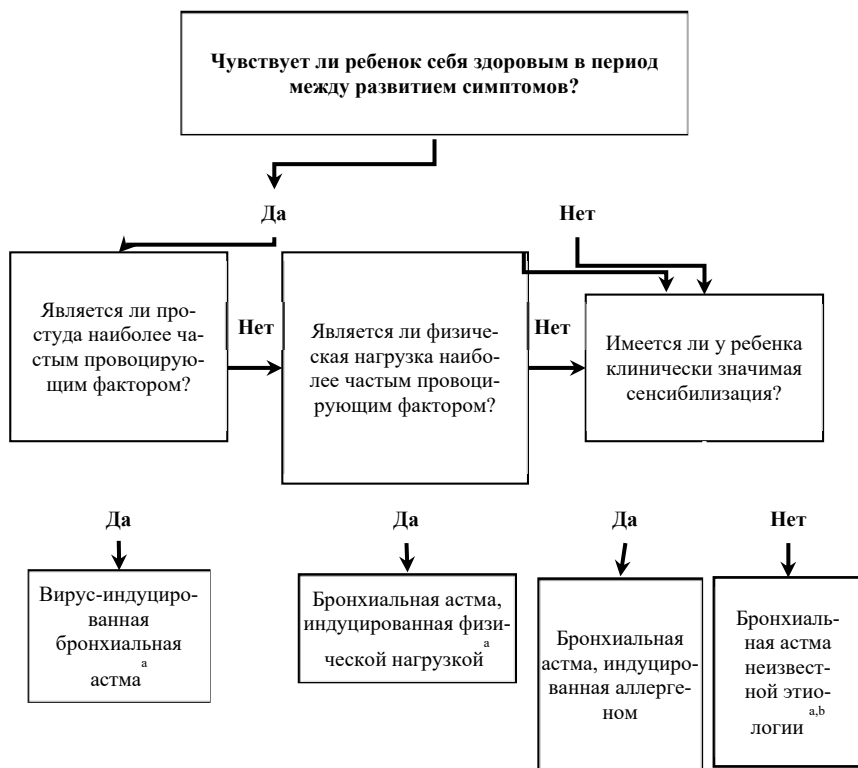 Чувствует ли ребенок себя здоровым в период
между развитием симптомов?
Да
Нет
Является ли про-
студа наиболее ча-
стым провоцирую-
щим фактором?
Нет
Является ли физиче-
ская нагрузка наибо-
лее частым провоци-
рующим фактором?
Нет
Имеется ли у ребенка
клинически значимая
сенсибилизация?
Да
Да
Да
Нет
Вирус-индуциро-
ванная
бронхиальная
астма a
Бронхиальная астма,
индуцированная физи-
ческой нагрузкой a
Бронхиальная
астма, индуциро-
ванная аллерге-
ном
Бронхиаль-
ная астма
неизвест-
ной этио-
логии a,b